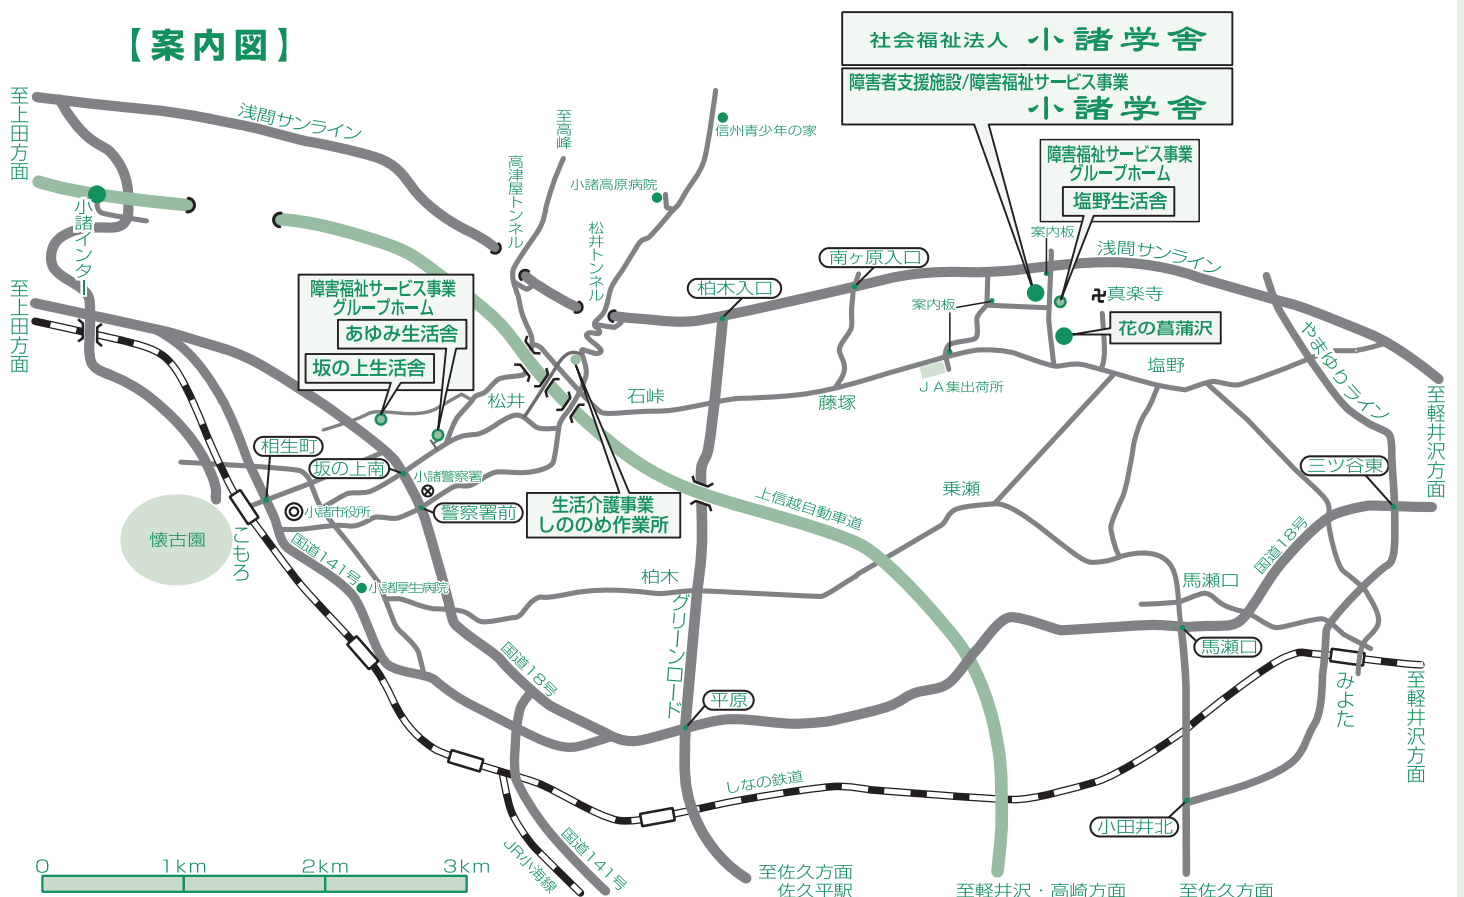 【案内図】
社会福祉法人 小諸学舎
障害者支援施設/障害福祉サービス事業
小諸学舎
障害福祉サービス事業
グループホーム
塩野生活舎
案内板
浅間サンライン
至上田方面
浅間サンライン
至高峰
高津屋トンネル
小諸高原病院
信州青少年の家
松井トンネル
小諸インター
至上田方面
障害福祉サービス事業
グループホーム
あゆみ生活舎
坂の上生活舎
柏木入口
南ヶ原入口
案内板
卍真楽寺
花の菖蒲沢
塩野
やまゆりライン
至軽井沢方面
JA集出荷所
藤塚
石峠
松井
相生町
坂の上南
小諸警察署
警察署前
小諸市役所
生活介護事業
しののめ作業所
上信越自動車道
乗瀬
三ツ谷東
国道18号
懐古園
こもろ
国道141号
小諸厚生病院
柏木
グリーンロード
馬瀬口
馬瀬口
国道18号
平原
みよた
至軽井沢方面
しなの鉄道
小田井北
国道141号
JR小海線
0 1km 2km 3km
至佐久方面
佐久平駅
至軽井沢・高崎方面
至佐久方面